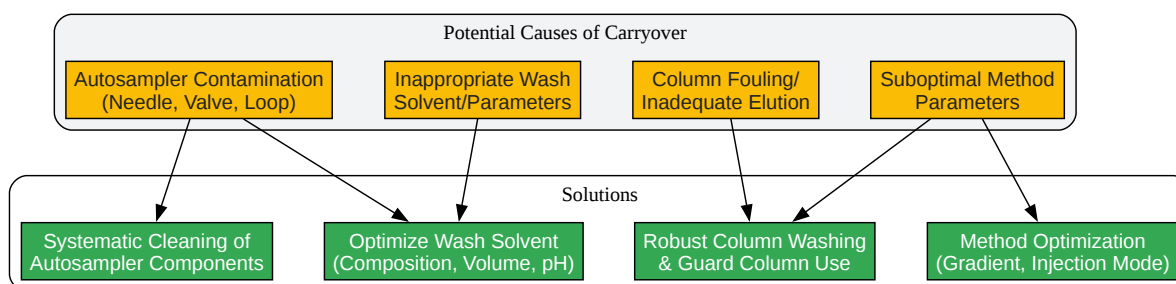 Potential Causes of Carryover
Autosampler Contamination
(Needle, Valve, Loop)
Inappropriate Wash
Solvent/Parameters
Column Fouling/
Inadequate Elution
Suboptimal Method
Parameters
Solutions
Systematic Cleaning of
Autosampler Components
Optimize Wash Solvent
(Composition, Volume, pH)
Robust Column Washing
& Guard Column Use
Method Optimization
(Gradient, Injection Mode)